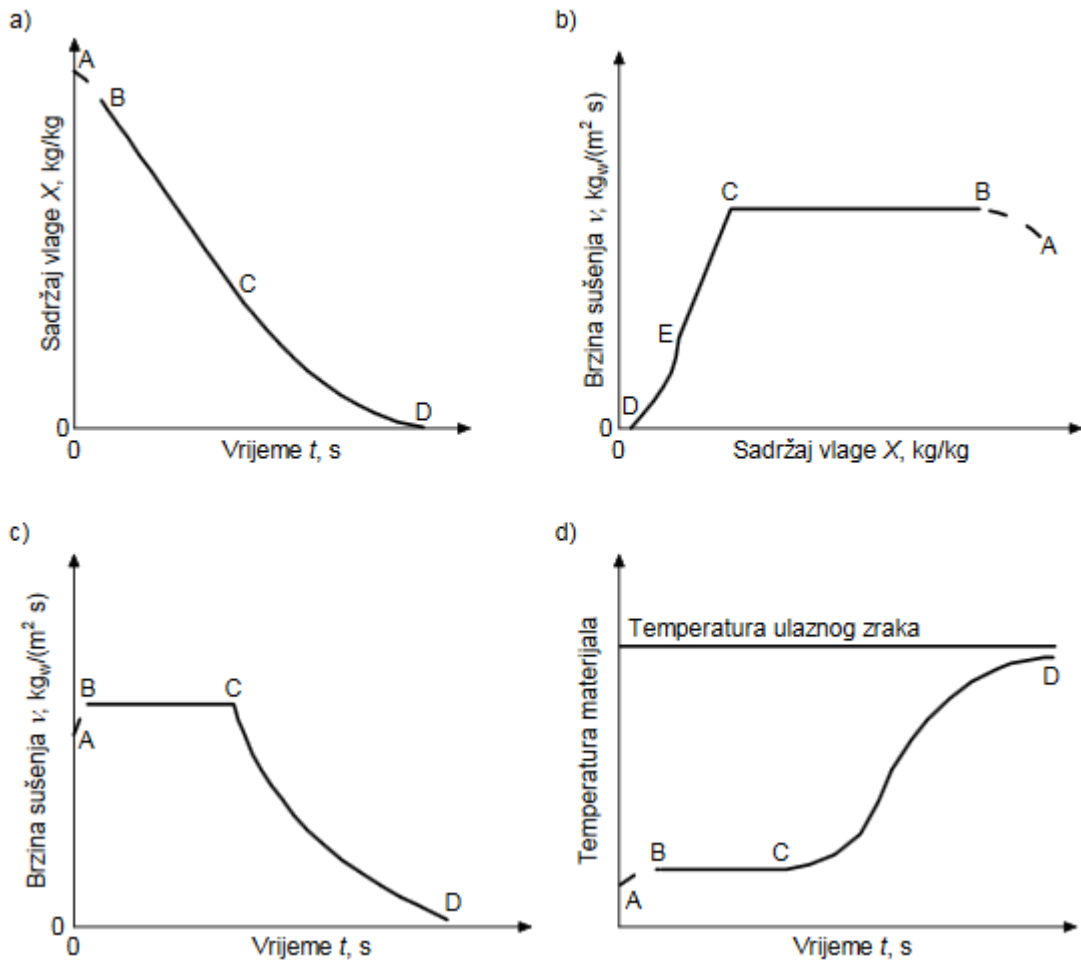 a)
A
B
C
D
Sadržaj vlage X, kg/kg
0
0
Vrijeme t, s
b)
C
B
A
E
D
Brzina sušenja v, kgw/(m² s)
0
0
Sadržaj vlage X, kg/kg
c)
B
C
A
D
Brzina sušenja v, kgw/(m² s)
0
0
Vrijeme t, s
d)
Temperatura ulaznog zraka
D
B
C
A
Temperatura materijala
Vrijeme t, s